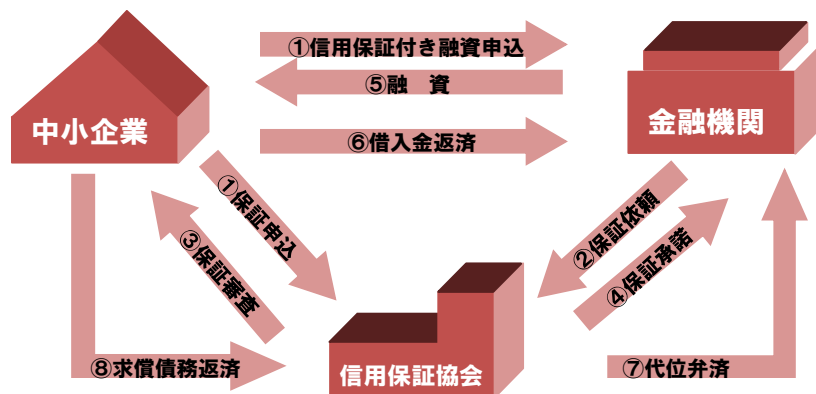 ①信用保証付き融資申込
⑤融　資
中小企業
金融機関
⑥借入金返済
①保証申込
②保証依頼
③保証審査
④保証承諾
⑧求償債務返済
信用保証協会
⑦代位弁済